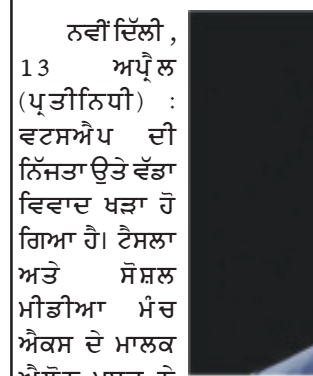 ਨਵੀਂ ਦਿੱਲੀ,
13 ਅਪ੍ਰੈਲ
(ਪ੍ਰਤੀਨਿਧੀ) :
ਵਟਸਐਪ ਦੀ
ਨਿੱਜਤਾ ਉਤੇ ਵੱਡਾ
ਵਿਵਾਦ ਖੜਾ ਹੋ
ਗਿਆ ਹੈ। ਟੈਸਲਾ
ਅਤੇ ਸੋਸ਼ਲ
ਮੀਡੀਆ ਮੰਚ
ਐਕਸ ਦੇ ਮਾਲਕ